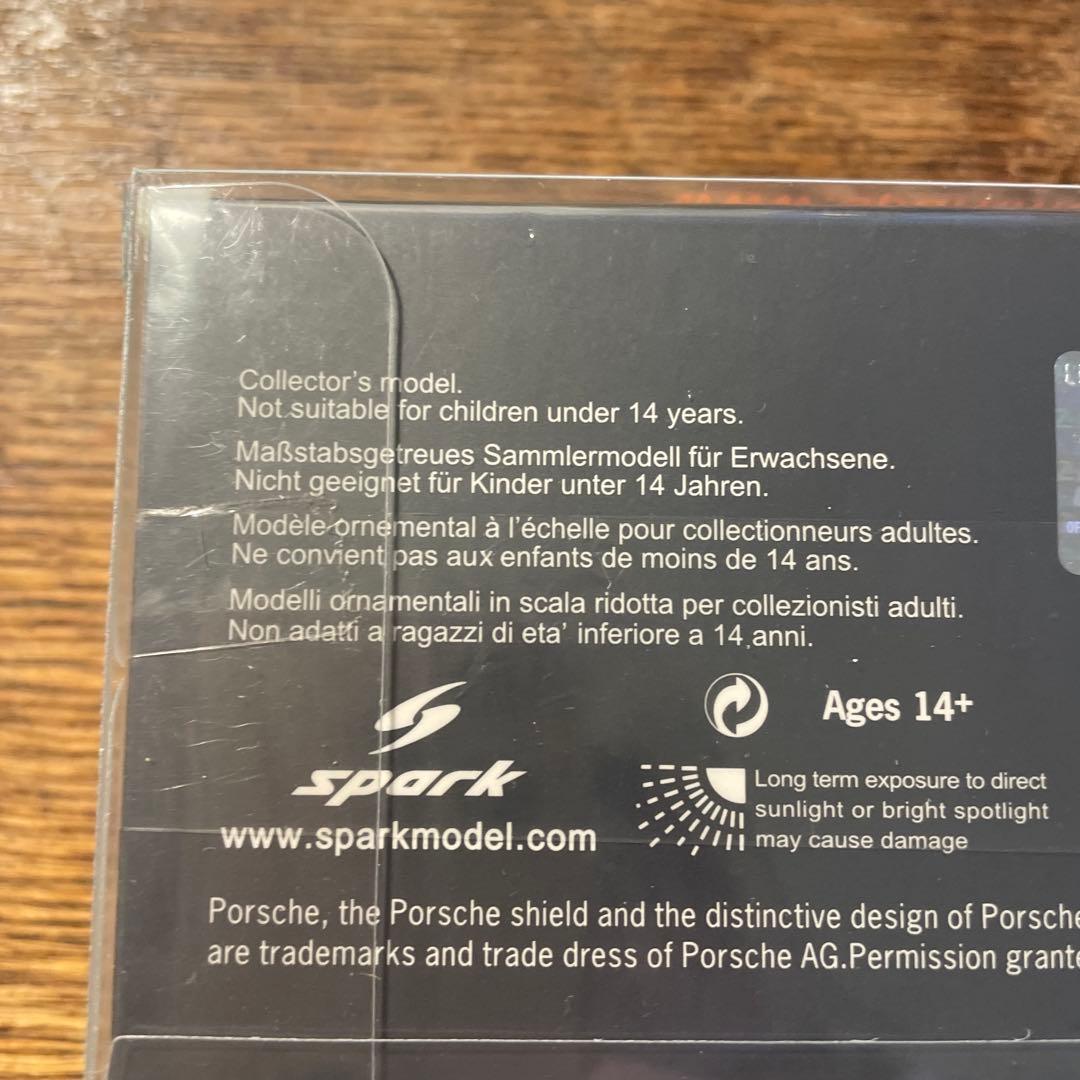 Collector's model.
Not suitable for children under 14 years.
Maßstabsgetreues Sammlermodell für Erwachsene.
Nicht geeignet für Kinder unter 14 Jahren.
Modèle ornemental à l'échelle pour collectionneurs adultes.
Ne convient pas aux enfants de moins de 14 ans.
Modelli ornamentali in scala ridotta per collezionisti adulti.
Non adatti a ragazzi di eta' inferiore a 14 anni.
Ages 14+
spark
www.sparkmodel.com
Long term exposure to direct
sunlight or bright spotlight
may cause damage
Porsche, the Porsche shield and the distinctive design of Porsche
are trademarks and trade dress of Porsche AG.Permission grante